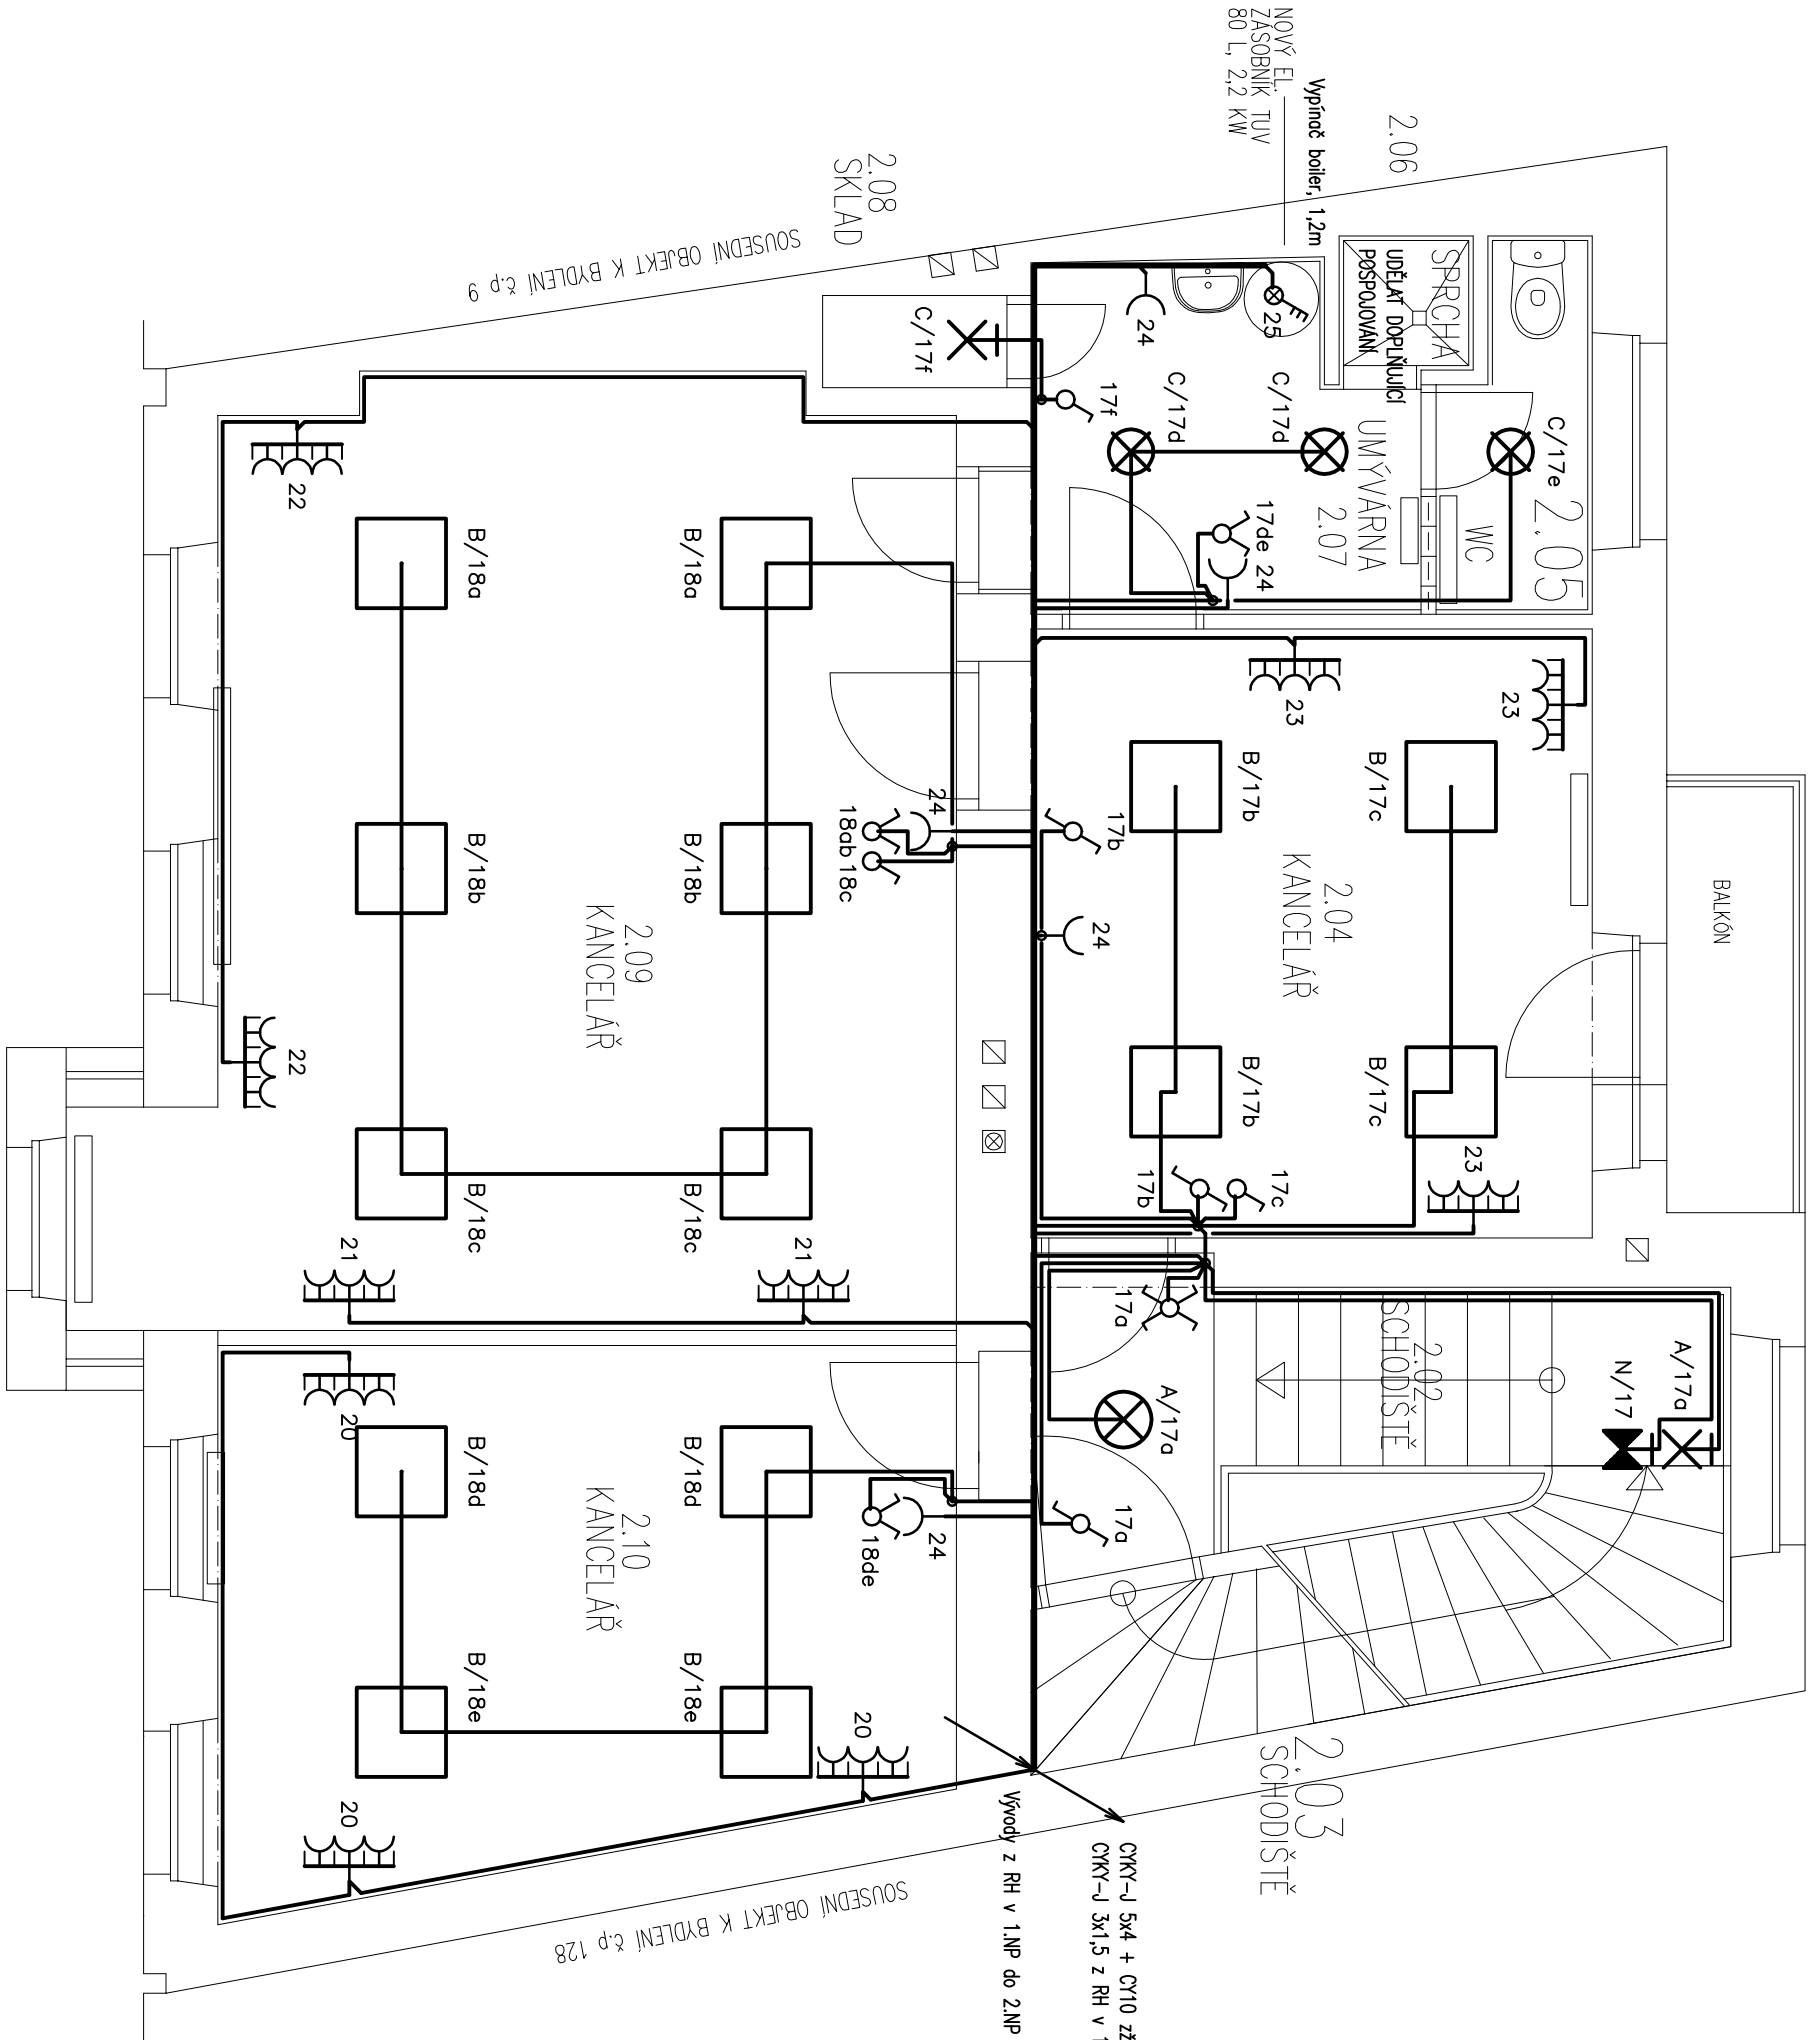 NOVÝ EL.
ZÁSOBNÍK TUV
80 L, 2,2 KW
Vypínač boiler, 1,2m
2.06
2.08
SKLAD
SOUSEDNÍ OBJEKT K BYDLENÍ č.p 9
SPRCHA
UDĚLAT DOPLŇUJÍCÍ
POSPOJOVÁNÍ
25
24
C/17f
17f
C/17d
C/17d
C/17e
UMÝVÁRNA
2.07
WC
2.05
17de
24
22
B/18a
B/18a
23
23
B/17b
B/17c
24
18ab
18c
17b
24
B/18b
B/18b
2.09
KANCELÁŘ
2.04
KANCELÁŘ
BALKÓN
22
B/17b
B/17c
B/18c
B/18c
17b
17c
23
21
21
17a
2.02
SCHODIŠTĚ
N/17
A/17a
A/17a
20
B/18d
B/18d
24
18de
17a
2.10
KANCELÁŘ
B/18e
B/18e
20
20
2.03
SCHODIŠTĚ
CYKY-J 5x4 + CY10 zž
CYKY-J 3x1,5 z RH v 1
Vývody z RH v 1.NP do 2.NP
SOUSEDNÍ OBJEKT K BYDLENÍ č.p 128